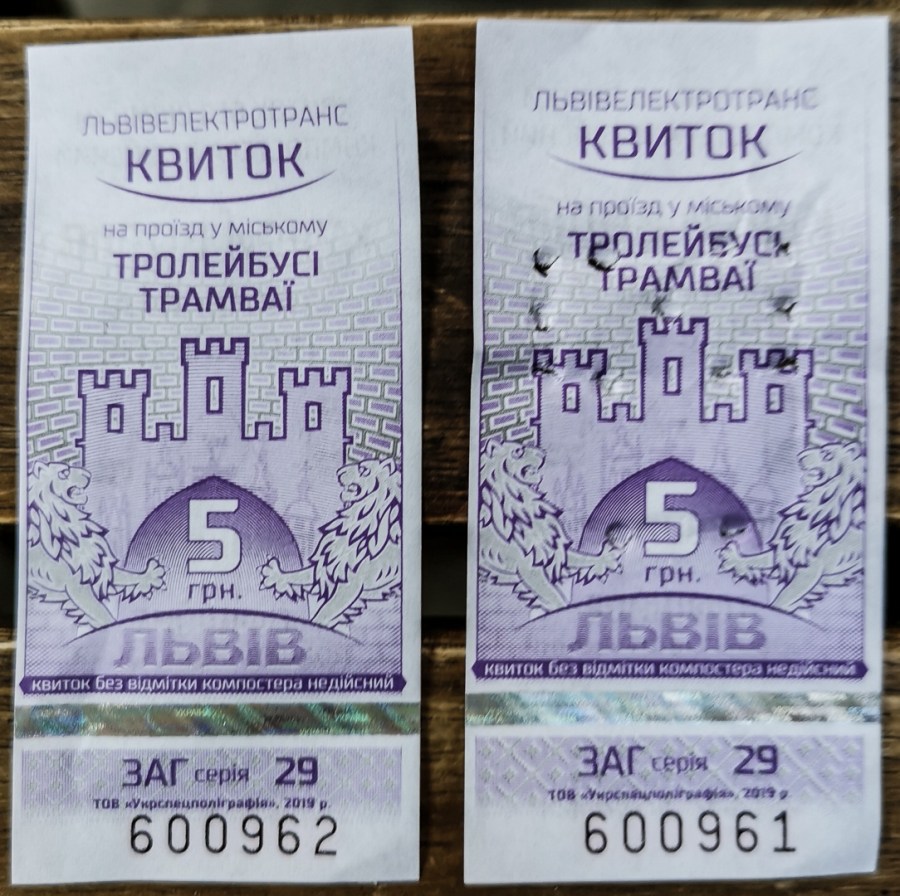 ЛЬВІВЕЛЕКТРОТРАНС
КВИТОК
на проїзд у міському
ТРОЛЕЙБУСІ
ТРАМВАЇ
5
грн.
ЛЬВІВ
квиток без відмітки компостера недійсний
ЗАГ серія 29
ТОВ «Укрспецполіграфія», 2019 р.
600962
ЛЬВІВЕЛЕКТРОТРАНС
КВИТОК
на проїзд у міському
ТРОЛЕЙБУСІ
ТРАМВАЇ
5
грн.
ЛЬВІВ
квиток без відмітки компостера недійсний
ЗАГ серія 29
ТОВ «Укрспецполіграфія», 2019 р.
600961